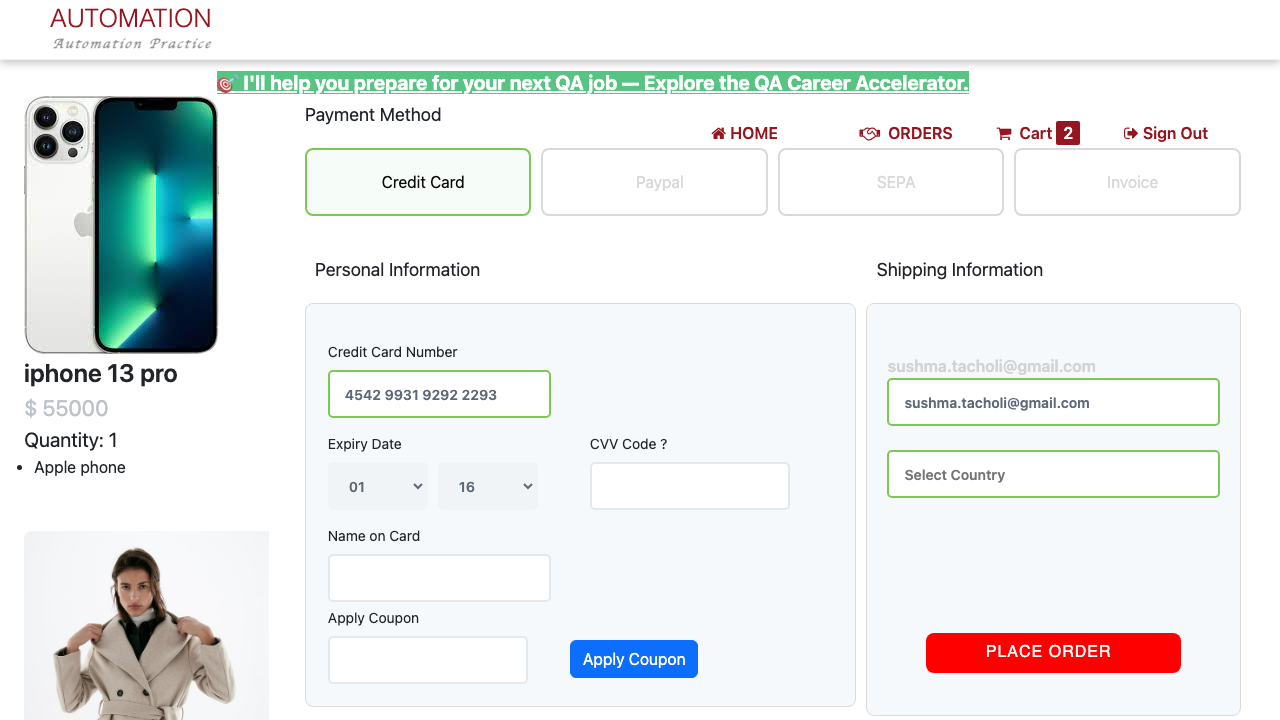 AUTOMATION
Automation Practice
🎯 I'll help you prepare for your next QA job — Explore the QA Career Accelerator.
HOME
ORDERS
Cart 2
Sign Out
iphone 13 pro
$ 55000
Quantity: 1
• Apple phone
Payment Method
Credit Card
Paypal
SEPA
Invoice
Personal Information
Credit Card Number
4542 9931 9292 2293
Expiry Date
CVV Code ?
01
16
Name on Card
Apply Coupon
Apply Coupon
Shipping Information
sushma.tacholi@gmail.com
sushma.tacholi@gmail.com
Select Country
PLACE ORDER